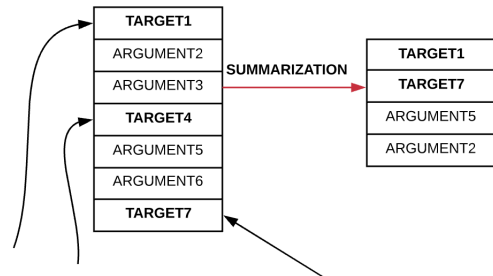 TARGET1
ARGUMENT2
ARGUMENT3
TARGET4
ARGUMENT5
ARGUMENT6
TARGET7
SUMMARIZATION
TARGET1
TARGET7
ARGUMENT5
ARGUMENT2